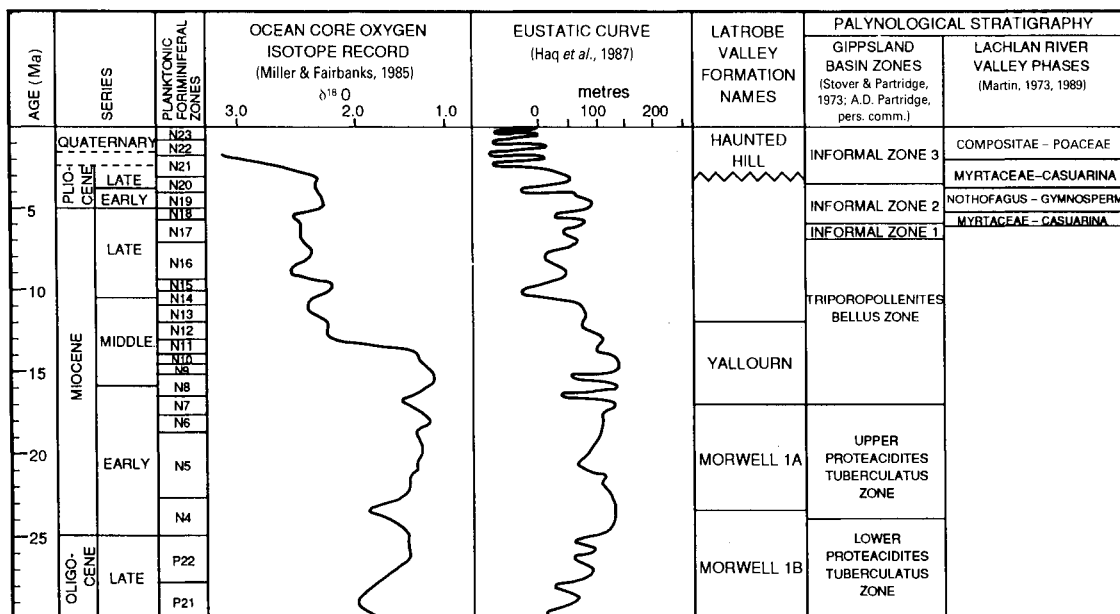 AGE (Ma)
SERIES
PLANKTONIC
FORIMINIFERAL
ZONES
OCEAN CORE OXYGEN
ISOTOPE RECORD
(Miller & Fairbanks, 1985)
δ18 O
3.0 2.0 1.0
EUSTATIC CURVE
(Haq et al., 1987)
metres
0 100 200
LATROBE
VALLEY
FORMATION
NAMES
PALYNOLOGICAL STRATIGRAPHY
GIPPSLAND
BASIN ZONES
(Stover & Partridge,
1973; A.D. Partridge,
pers. comm.)
LACHLAN RIVER
VALLEY PHASES
(Martin, 1973, 1989)
5
10
15
20
25
QUATERNARY
PLIO-
CENE
LATE
EARLY
MIOCENE
LATE
MIDDLE
EARLY
OLIGO-
CENE
LATE
N23
N22
N21
N20
N19
N18
N17
N16
N15
N14
N13
N12
N11
N10
N9
N8
N7
N6
N5
N4
P22
P21
HAUNTED
HILL
YALLOURN
MORWELL 1A
MORWELL 1B
INFORMAL ZONE 3
INFORMAL ZONE 2
INFORMAL ZONE 1
TRIPOROPOLLENITES
BELLUS ZONE
UPPER
PROTEACIDITES
TUBERCULATUS
ZONE
LOWER
PROTEACIDITES
TUBERCULATUS
ZONE
COMPOSITAE – POACEAE
MYRTACEAE–CASUARINA
NOTHOFAGUS – GYMNOSPERM
MYRTACEAE – CASUARINA